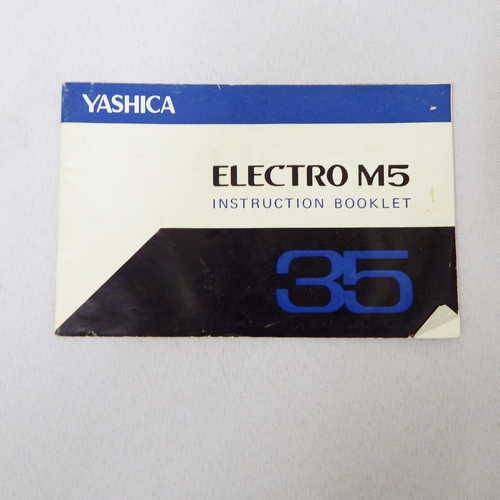 YASHICA
ELECTRO M5
INSTRUCTION BOOKLET
35